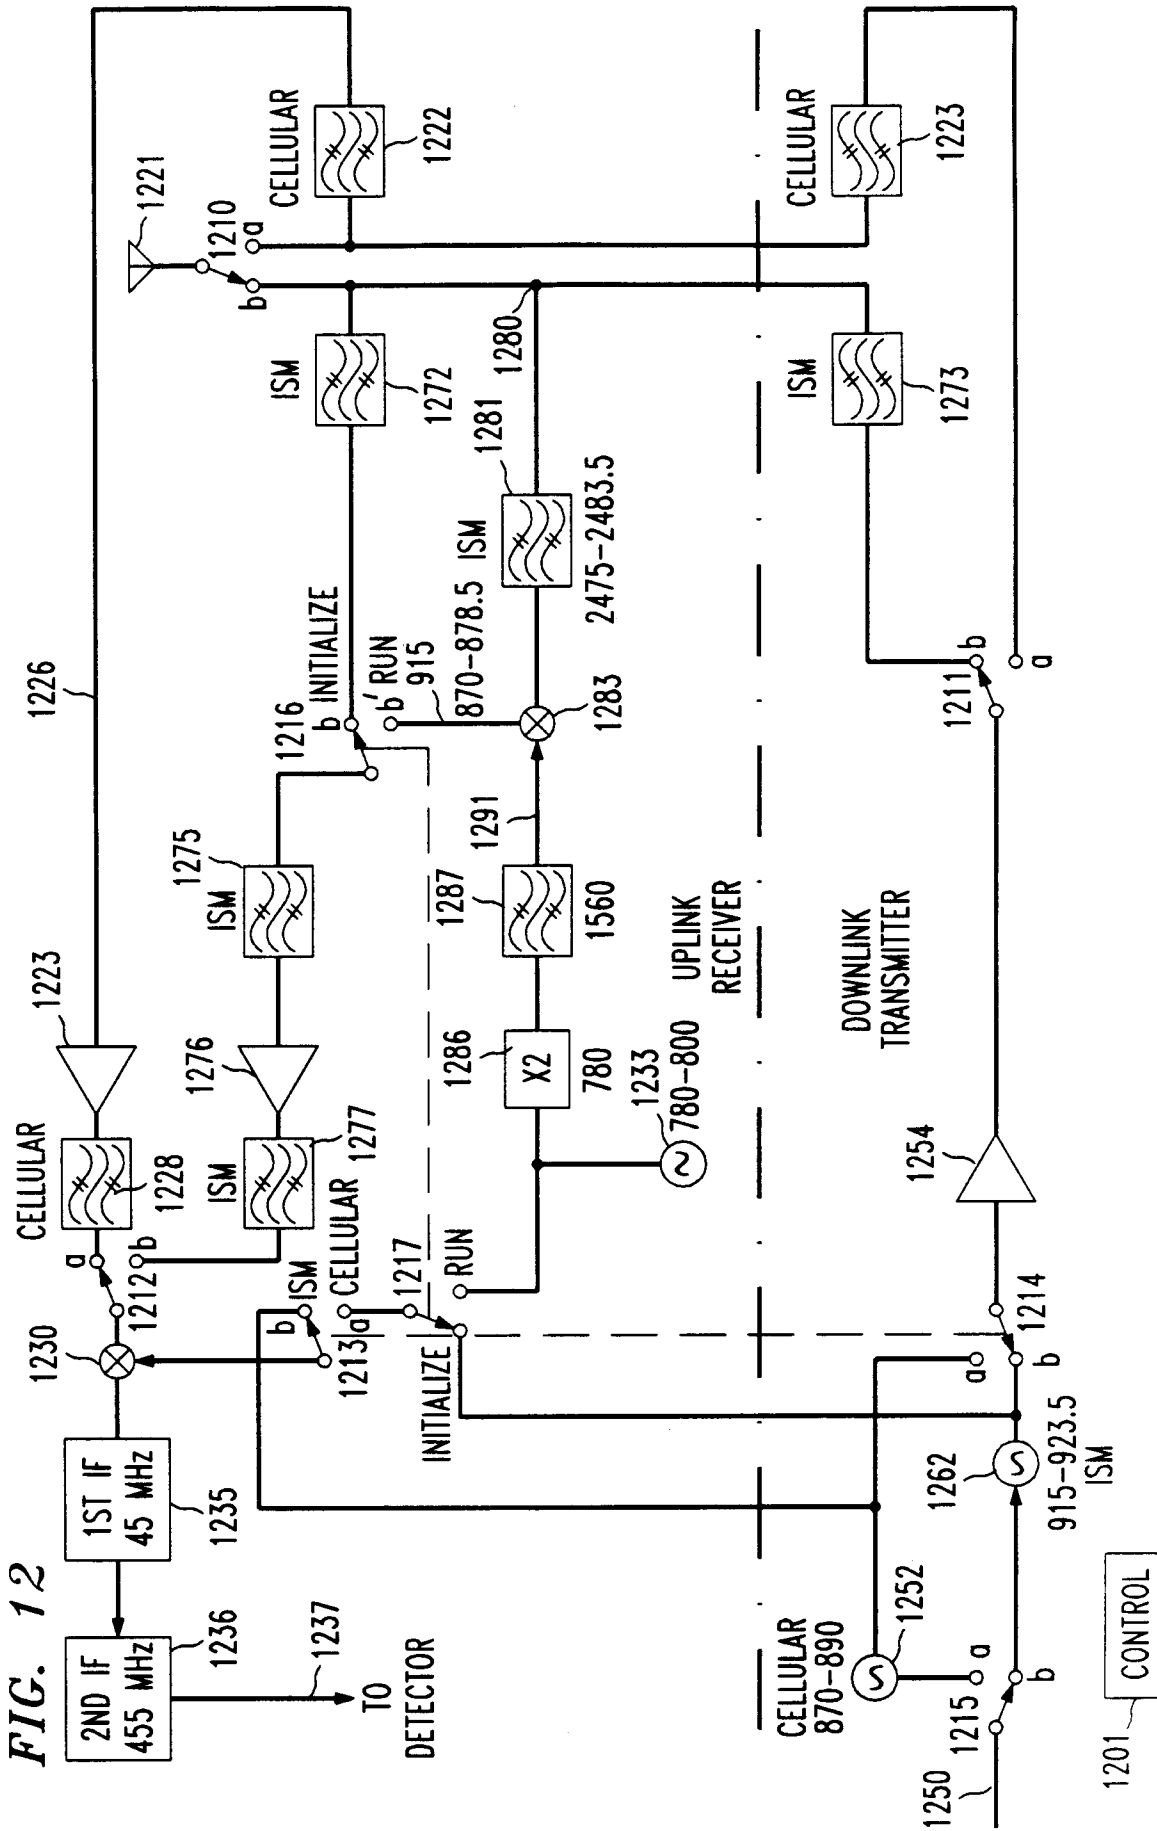 FIG. 12
2ND IF
455 MHz
1236
1237
TO
DETECTOR
1ST IF
45 MHz
1235
1230
1212
a
b
CELLULAR
1228
1223
1226
ISM
1277
1276
ISM
1275
1216
b
INITIALIZE
b'
RUN
915
870-878.5
ISM
1272
1221
1210
a
b
CELLULAR
1222
1213
b
ISM
a
CELLULAR
1217
INITIALIZE
RUN
1233
780-800
X2
1286
780
1287
1560
1291
1283
ISM
1281
2475-2483.5
1280
UPLINK
RECEIVER
DOWNLINK
TRANSMITTER
CELLULAR
870-890
1252
1250
1215
a
b
1262
915-923.5
ISM
a
b
1214
1254
1211
b
a
ISM
1273
CELLULAR
1223
1201
CONTROL